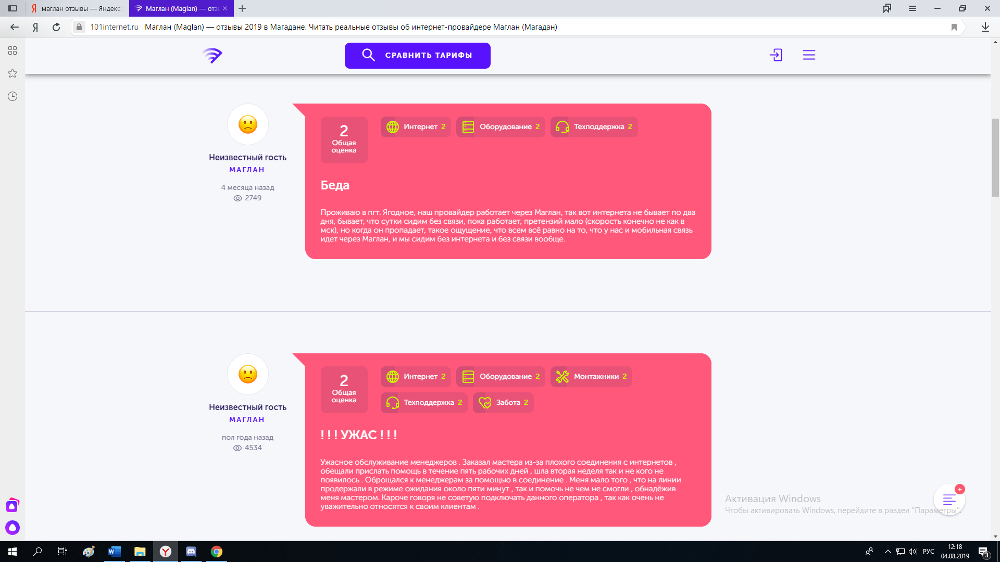 маглан отзывы — Яндекс:
Маглан (Maglan) — отз
101internet.ru Маглан (Maglan) — отзывы 2019 в Магадане. Читать реальные отзывы об интернет-провайдере Маглан (Магадан)
СРАВНИТЬ ТАРИФЫ
Неизвестный гость
МАГЛАН
4 месяца назад
2749
2
Общая
оценка
Интернет 2
Оборудование 2
Техподдержка 2
Беда
Проживаю в пгт. Ягодное, наш провайдер работает через Маглан, так вот интернета не бывает по два
дня, бывает, что сутки сидим без связи, пока работает, претензий мало (скорость конечно не как в
мск), но когда он пропадает, такое ощущение, что всем всё равно на то, что у нас и мобильная связь
идет через Маглан, и мы сидим без интернета и без связи вообще.
Неизвестный гость
МАГЛАН
пол года назад
4534
2
Общая
оценка
Интернет 2
Оборудование 2
Монтажники 2
Техподдержка 2
Забота 2
! ! ! УЖАС ! ! !
Ужасное обслуживание менеджеров . Заказал мастера из-за плохого соединения с интернетов ,
обещали прислать помощь в течение пять рабочих дней , шла вторая неделя так и не кого не
появилось . Оброщался к менеджерам за помощью в соединение . Меня мало того , что на линии
продержали в режиме ожидания около пяти минут , так и помочь не чем не смогли , обнадёжив
меня мастером. Кароче говоря не советую подключать данного оператора , так как очень не
уважительно относятся к своим клиентам .
Активация Windows
Чтобы активировать Windows, перейдите в раздел "Параметры".
РУС
12:18
04.08.2019
3